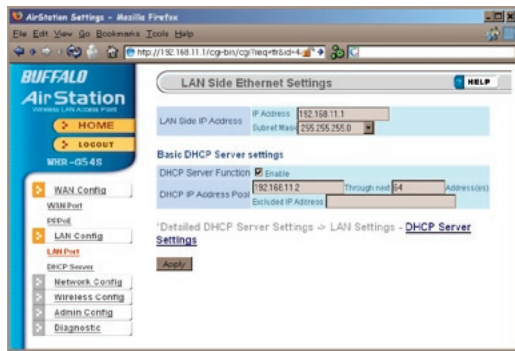 AirStation Settings - Mozilla Firefox
File Edit View Go Bookmarks Tools Help
BUFFALO
AirStation
Wireless LAN Access Point
HOME
LOGOUT
WHR-G54S
WAN Config
WAN Port
PPPoE
LAN Config
LAN Port
DHCP Server
Network Config
Wireless Config
Admin Config
Diagnostic
LAN Side Ethernet Settings
HELP
LAN Side IP Address
IP Address 192.168.11.1
Subnet Mask 255.255.255.0
Basic DHCP Server settings
DHCP Server Function Enable
DHCP IP Address Pool 192.168.11.2 Through next 64 Address(es)
Excluded IP Address
*Detailed DHCP Server Settings -> LAN Settings - DHCP Server
Settings
Apply